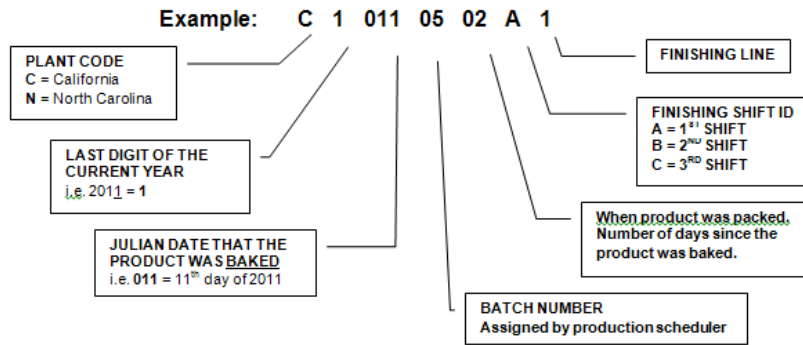 Example: C 1 011 05 02 A 1
PLANT CODE
C = California
N = North Carolina
FINISHING LINE
FINISHING SHIFT ID
A = 1ST SHIFT
B = 2ND SHIFT
C = 3RD SHIFT
LAST DIGIT OF THE
CURRENT YEAR
i.e. 2011 = 1
When product was packed.
Number of days since the
product was baked.
JULIAN DATE THAT THE
PRODUCT WAS BAKED
i.e. 011 = 11th day of 2011
BATCH NUMBER
Assigned by production scheduler